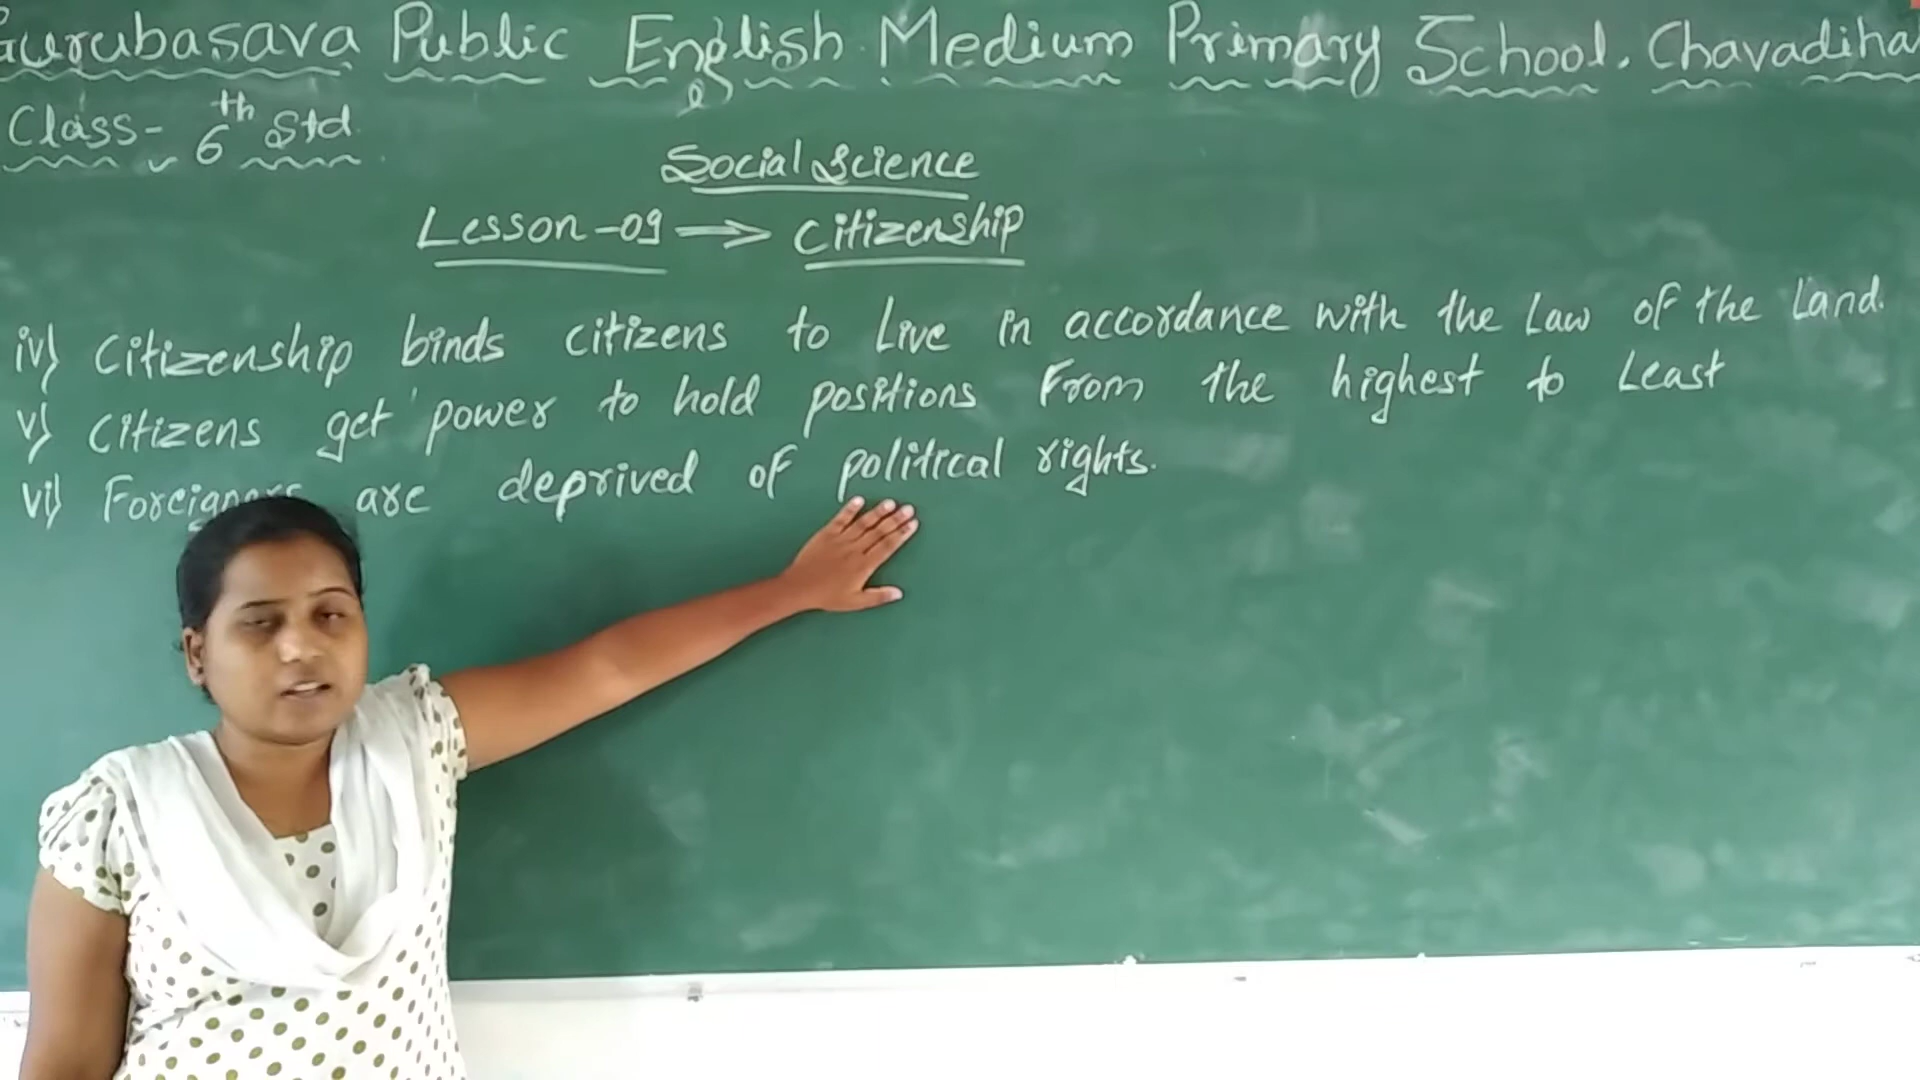 Gurubasava Public English Medium Primary School, Chavadiha
Class - 6th Std
Social Science
Lesson -09 ⟹ Citizenship
iv) Citizenship binds citizens to Live in accordance with the Law of the Land.
v) Citizens get power to hold positions From the highest to Least
vi) Foreigners are deprived of political rights.